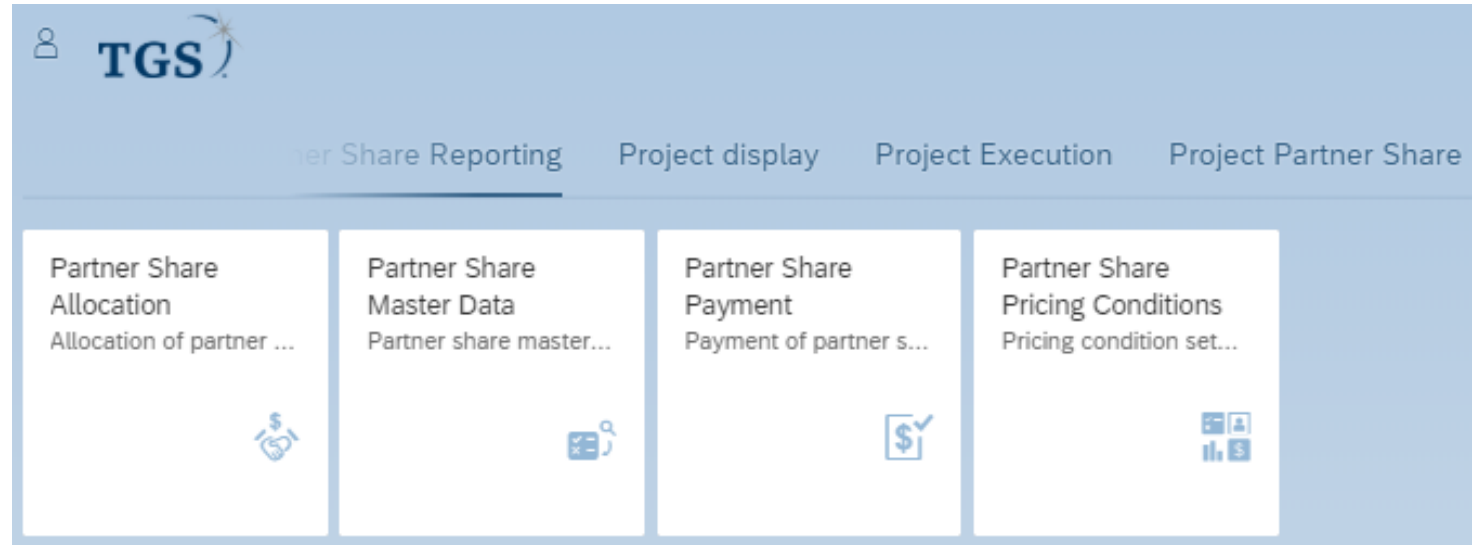 TGS
ner Share Reporting Project display Project Execution Project Partner Share
Partner Share
Allocation
Allocation of partner ...
Partner Share
Master Data
Partner share master...
Partner Share
Payment
Payment of partner s...
Partner Share
Pricing Conditions
Pricing condition set...